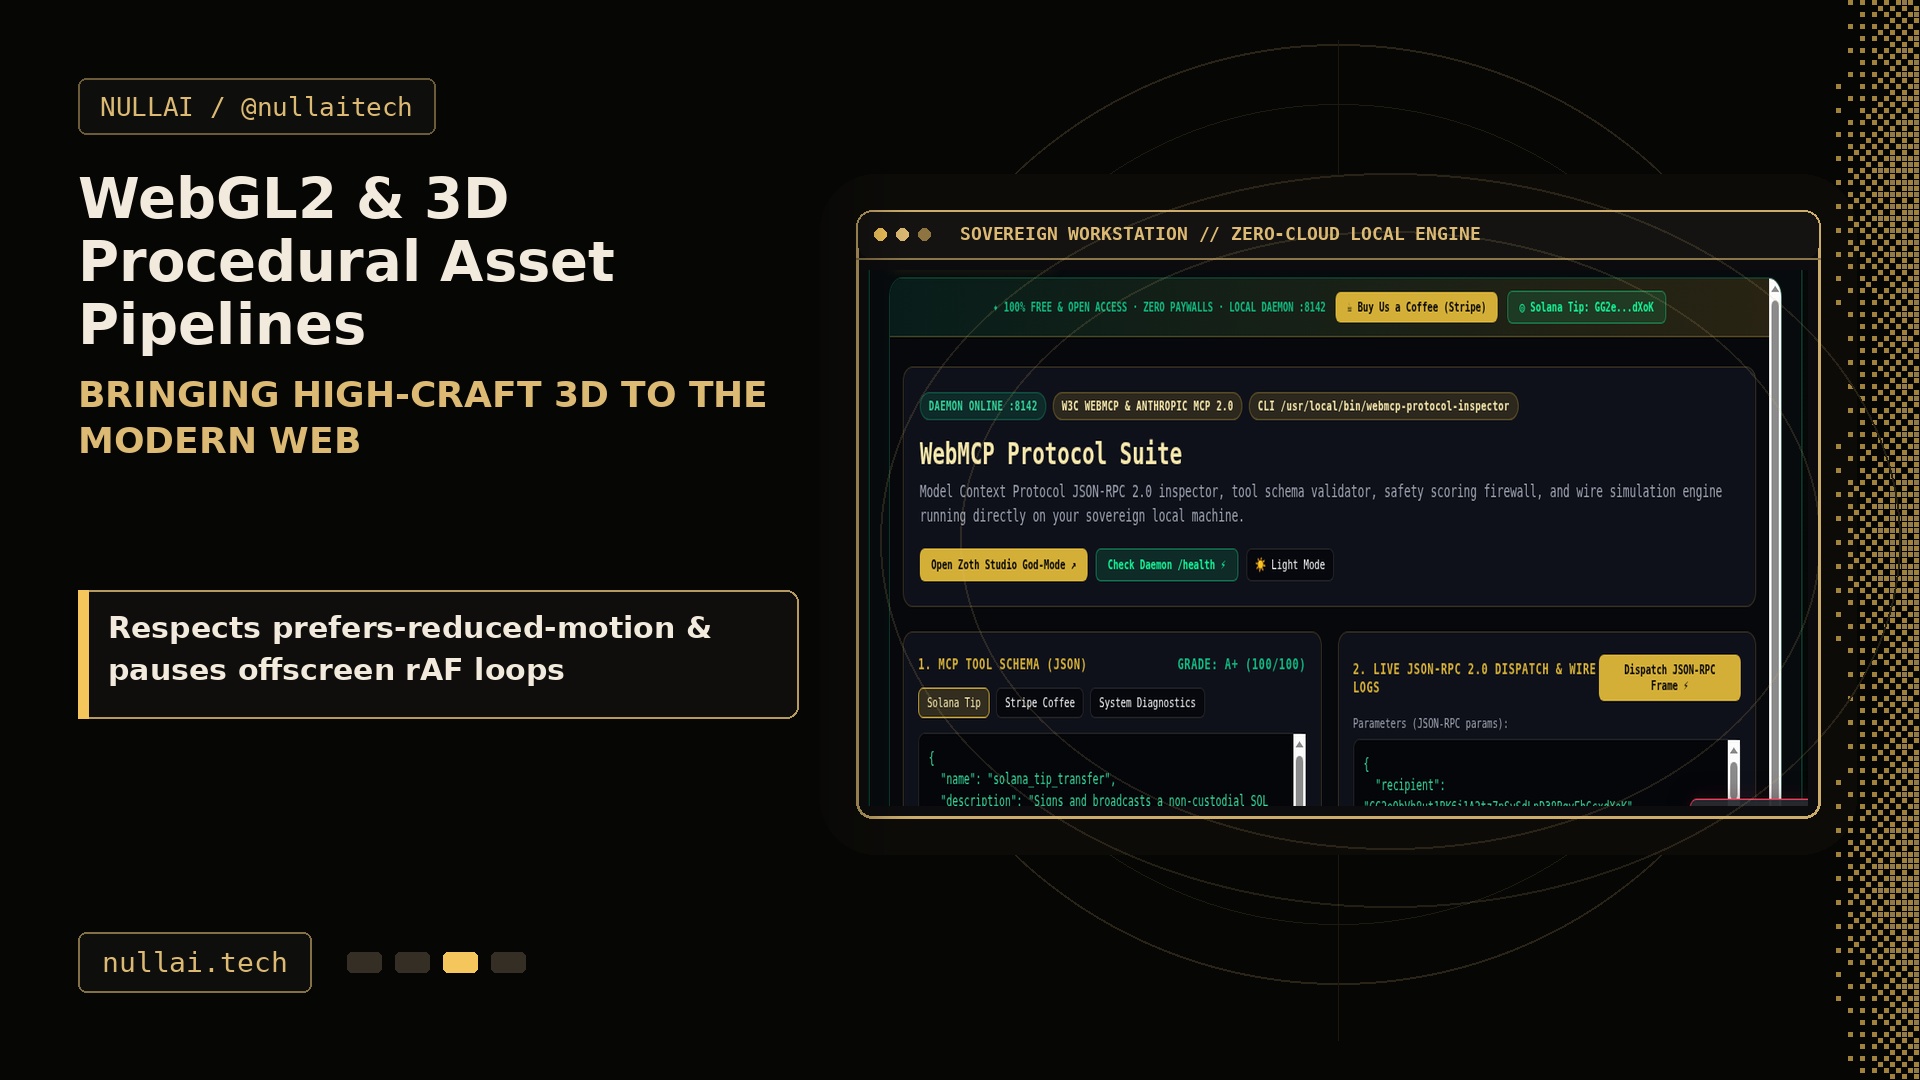 NULLAI / @nullaitech
WebGL2 & 3D
Procedural Asset
Pipelines
BRINGING HIGH-CRAFT 3D TO THE
MODERN WEB
Respects prefers-reduced-motion &
pauses offscreen rAF loops
nullai.tech
SOVEREIGN WORKSTATION // ZERO-CLOUD LOCAL ENGINE
100% FREE & OPEN ACCESS · ZERO PAYWALLS · LOCAL DAEMON :8142
Buy Us a Coffee (Stripe)
Solana Tip: GG2e...dXoK
DAEMON ONLINE :8142
W3C WEBMCP & ANTHROPIC MCP 2.0
CLI /usr/local/bin/webmcp-protocol-inspector
WebMCP Protocol Suite
Model Context Protocol JSON-RPC 2.0 inspector, tool schema validator, safety scoring firewall, and wire simulation engine
running directly on your sovereign local machine.
Open Zoth Studio God-Mode ↗
Check Daemon /health ⚡
☀️ Light Mode
1. MCP TOOL SCHEMA (JSON)
GRADE: A+ (100/100)
Solana Tip
Stripe Coffee
System Diagnostics
{
"name": "solana_tip_transfer",
"description": "Signs and broadcasts a non-custodial SOL
2. LIVE JSON-RPC 2.0 DISPATCH & WIRE
LOGS
Dispatch JSON-RPC
Frame ⚡
Parameters (JSON-RPC params):
{
"recipient":